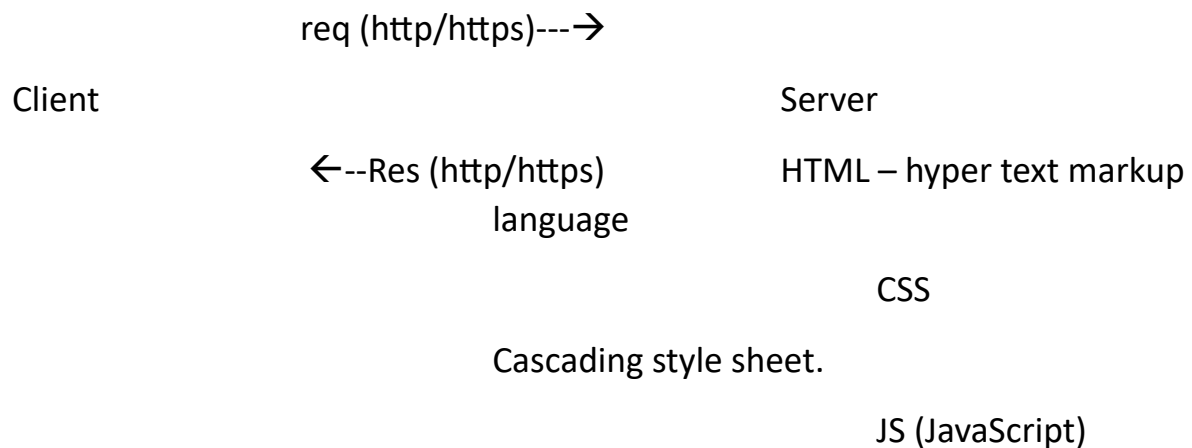 req (http/https)---→
Client Server
←--Res (http/https) HTML – hyper text markup
language
CSS
Cascading style sheet.
JS (JavaScript)